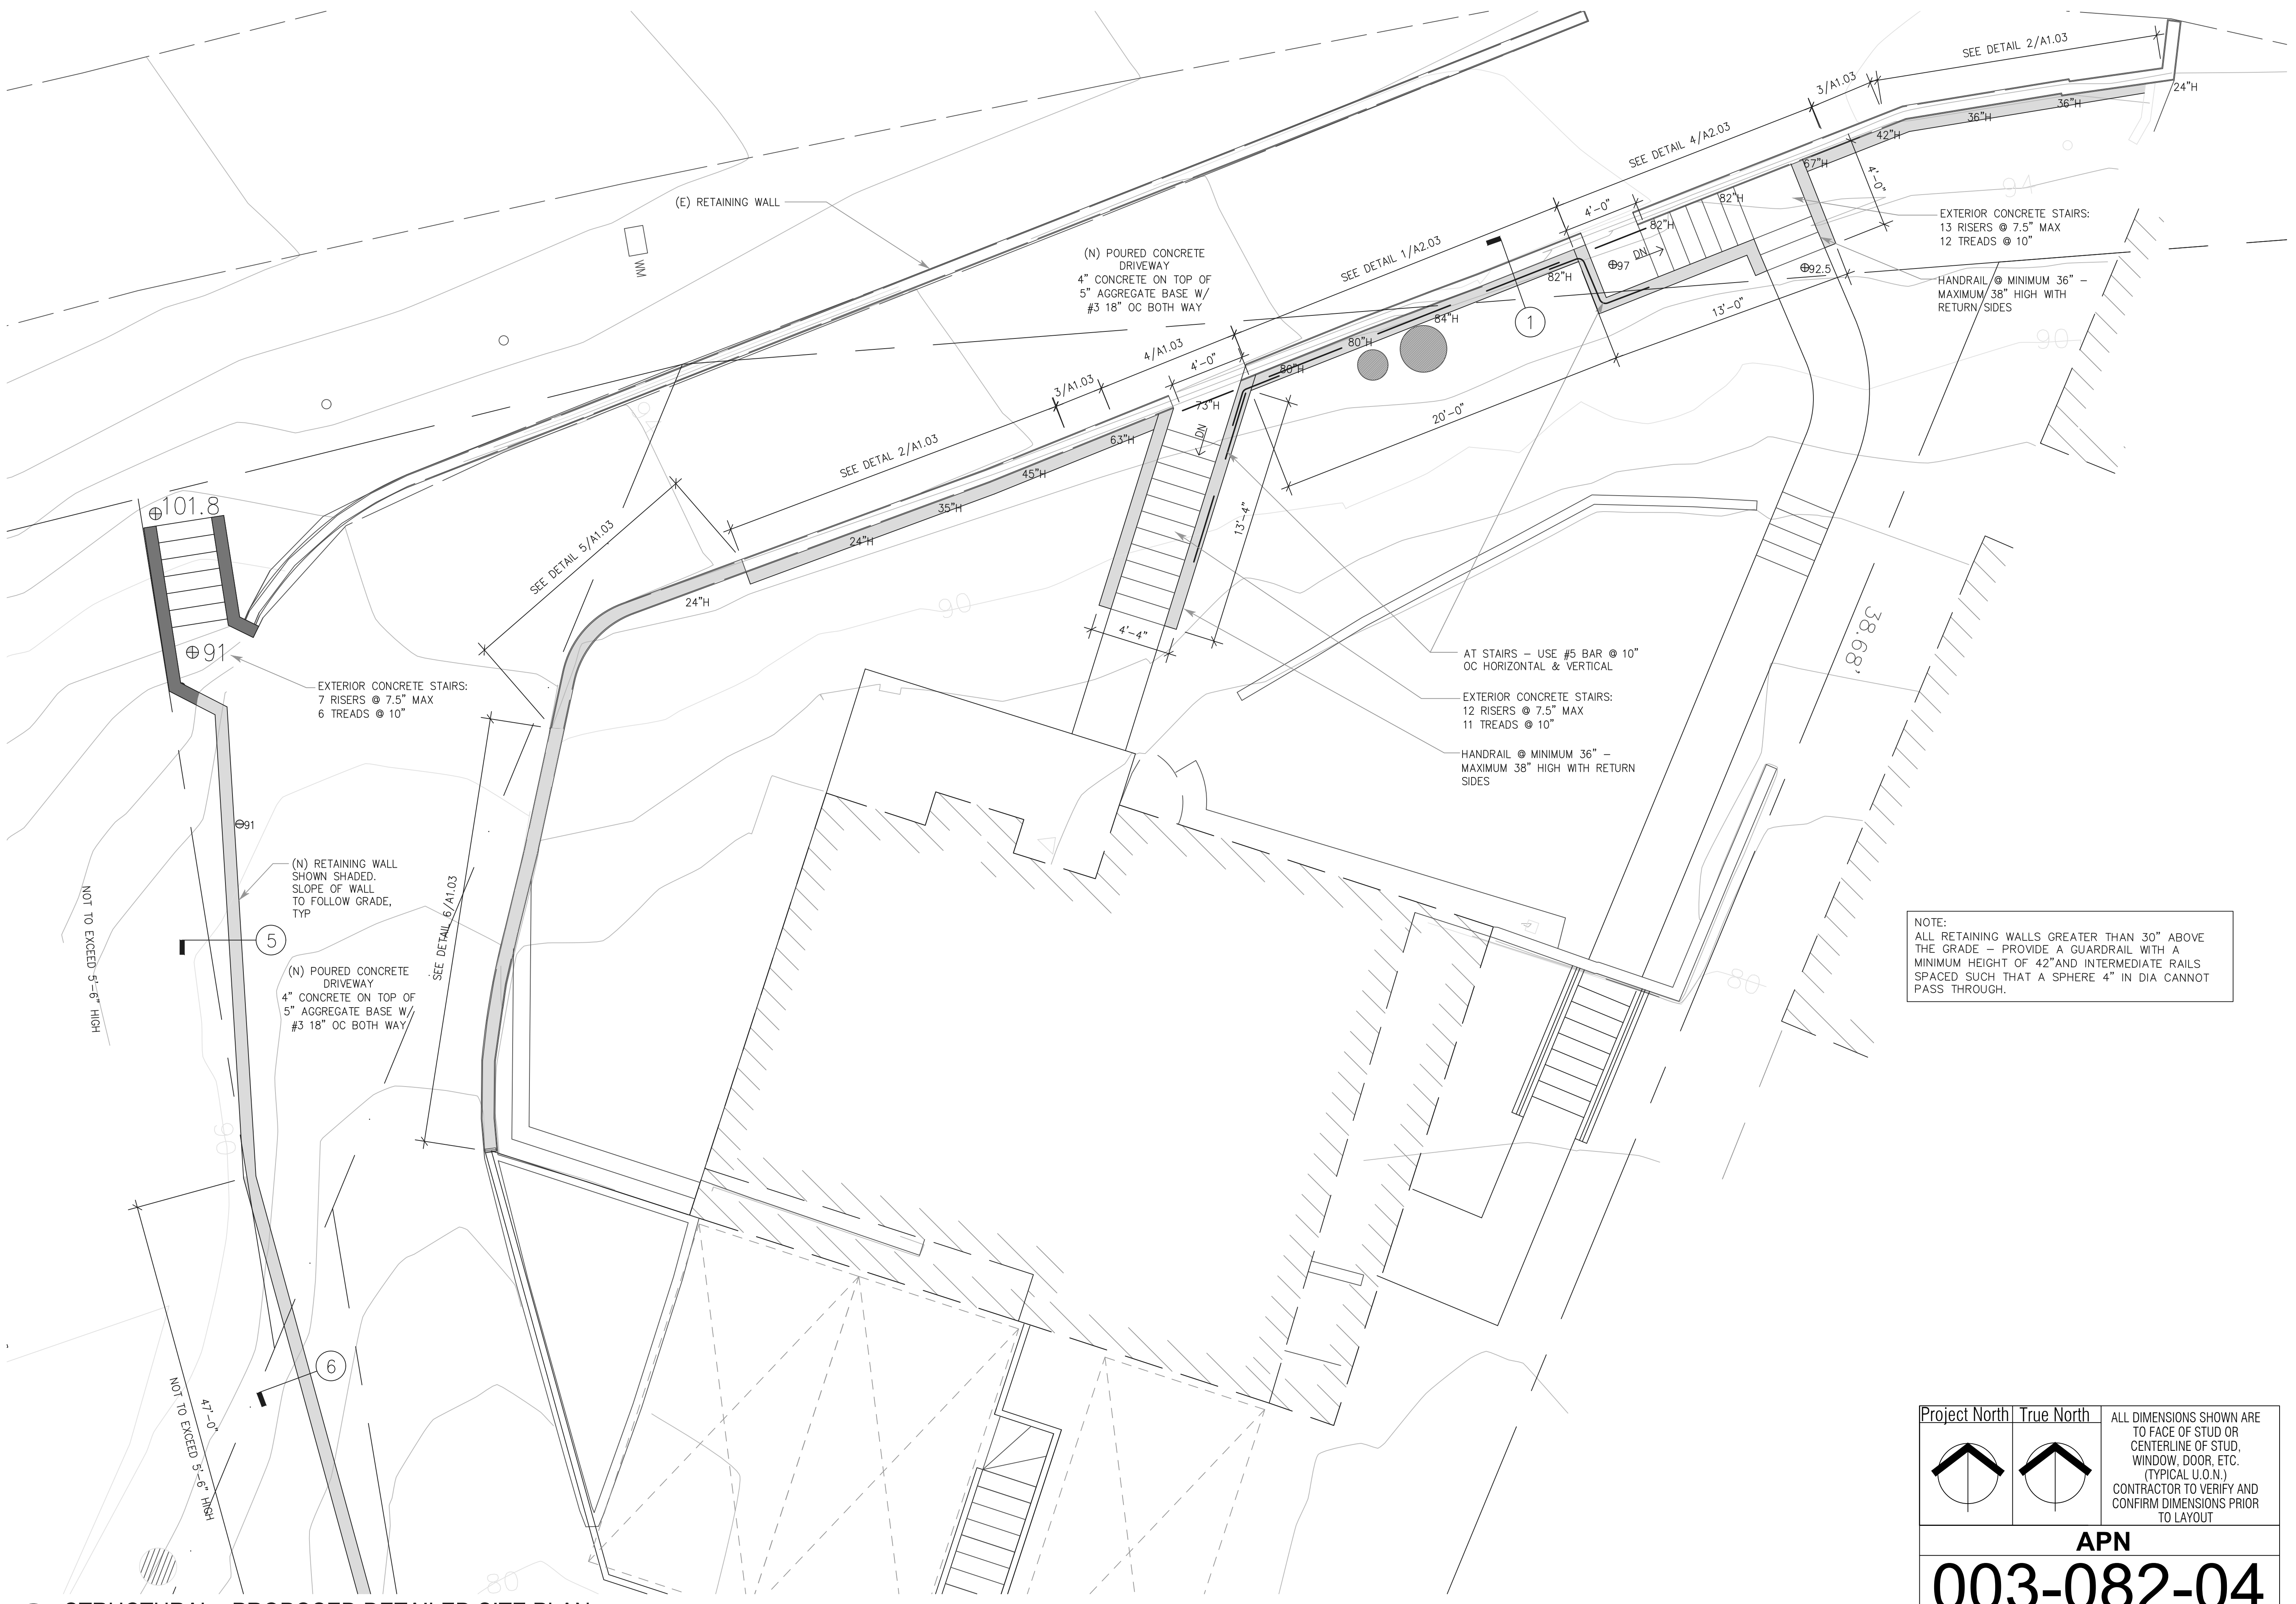 SEE DETAIL 2/A1.03
3/A1.03
24"H
36"H
36"H
42"H
SEE DETAIL 4/A2.03
67"H
4'-0"
94
(E) RETAINING WALL
4'-0"
82"H
82"H
EXTERIOR CONCRETE STAIRS:
13 RISERS @ 7.5" MAX
12 TREADS @ 10"
WM
(N) POURED CONCRETE
DRIVEWAY
4" CONCRETE ON TOP OF
5" AGGREGATE BASE W/
#3 18" OC BOTH WAY
SEE DETAIL 1/A2.03
DN
97
92.5
82"H
HANDRAIL @ MINIMUM 36" –
MAXIMUM 38" HIGH WITH
RETURN SIDES
13'-0"
84"H
1
90
4/A1.03
80"H
4'-0"
80"H
3/A1.03
73"H
20'-0"
DN
63"H
SEE DETAL 2/A1.03
45"H
35"H
13'-4"
101.8
24"H
SEE DETAIL 5/A1.03
24"H
90
4'-4"
38.68'
91
EXTERIOR CONCRETE STAIRS:
7 RISERS @ 7.5" MAX
6 TREADS @ 10"
AT STAIRS – USE #5 BAR @ 10"
OC HORIZONTAL & VERTICAL
EXTERIOR CONCRETE STAIRS:
12 RISERS @ 7.5" MAX
11 TREADS @ 10"
HANDRAIL @ MINIMUM 36" –
MAXIMUM 38" HIGH WITH RETURN
SIDES
91
(N) RETAINING WALL
SHOWN SHADED.
SLOPE OF WALL
TO FOLLOW GRADE,
TYP
NOT TO EXCEED 5'-6" HIGH
SEE DETAIL 6/A1.03
5
(N) POURED CONCRETE
DRIVEWAY
4" CONCRETE ON TOP OF
5" AGGREGATE BASE W/
#3 18" OC BOTH WAY
NOTE:
ALL RETAINING WALLS GREATER THAN 30" ABOVE
THE GRADE – PROVIDE A GUARDRAIL WITH A
MINIMUM HEIGHT OF 42"AND INTERMEDIATE RAILS
SPACED SUCH THAT A SPHERE 4" IN DIA CANNOT
PASS THROUGH.
80
90
6
47'-0"
NOT TO EXCEED 5'-6" HIGH
80
Project North
True North
ALL DIMENSIONS SHOWN ARE
TO FACE OF STUD OR
CENTERLINE OF STUD,
WINDOW, DOOR, ETC.
(TYPICAL U.O.N.)
CONTRACTOR TO VERIFY AND
CONFIRM DIMENSIONS PRIOR
TO LAYOUT
APN
003-082-04
STRUCTURAL - PROPOSED DETAILED SITE PLAN